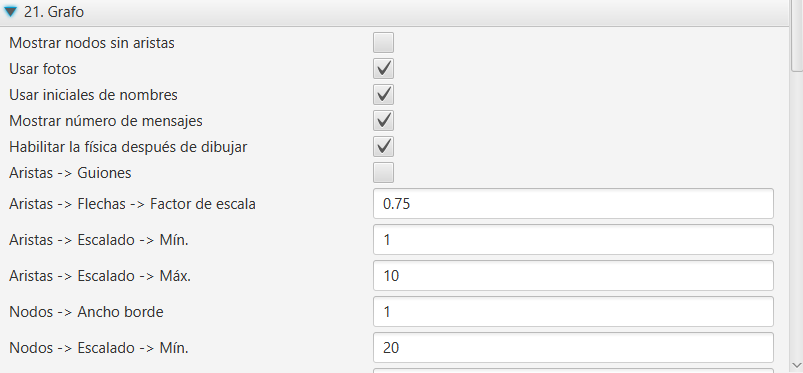 21. Grafo
Mostrar nodos sin aristas
Usar fotos
Usar iniciales de nombres
Mostrar número de mensajes
Habilitar la física después de dibujar
Aristas -> Guiones
Aristas -> Flechas -> Factor de escala 0.75
Aristas -> Escalado -> Mín. 1
Aristas -> Escalado -> Máx. 10
Nodos -> Ancho borde 1
Nodos -> Escalado -> Mín. 20